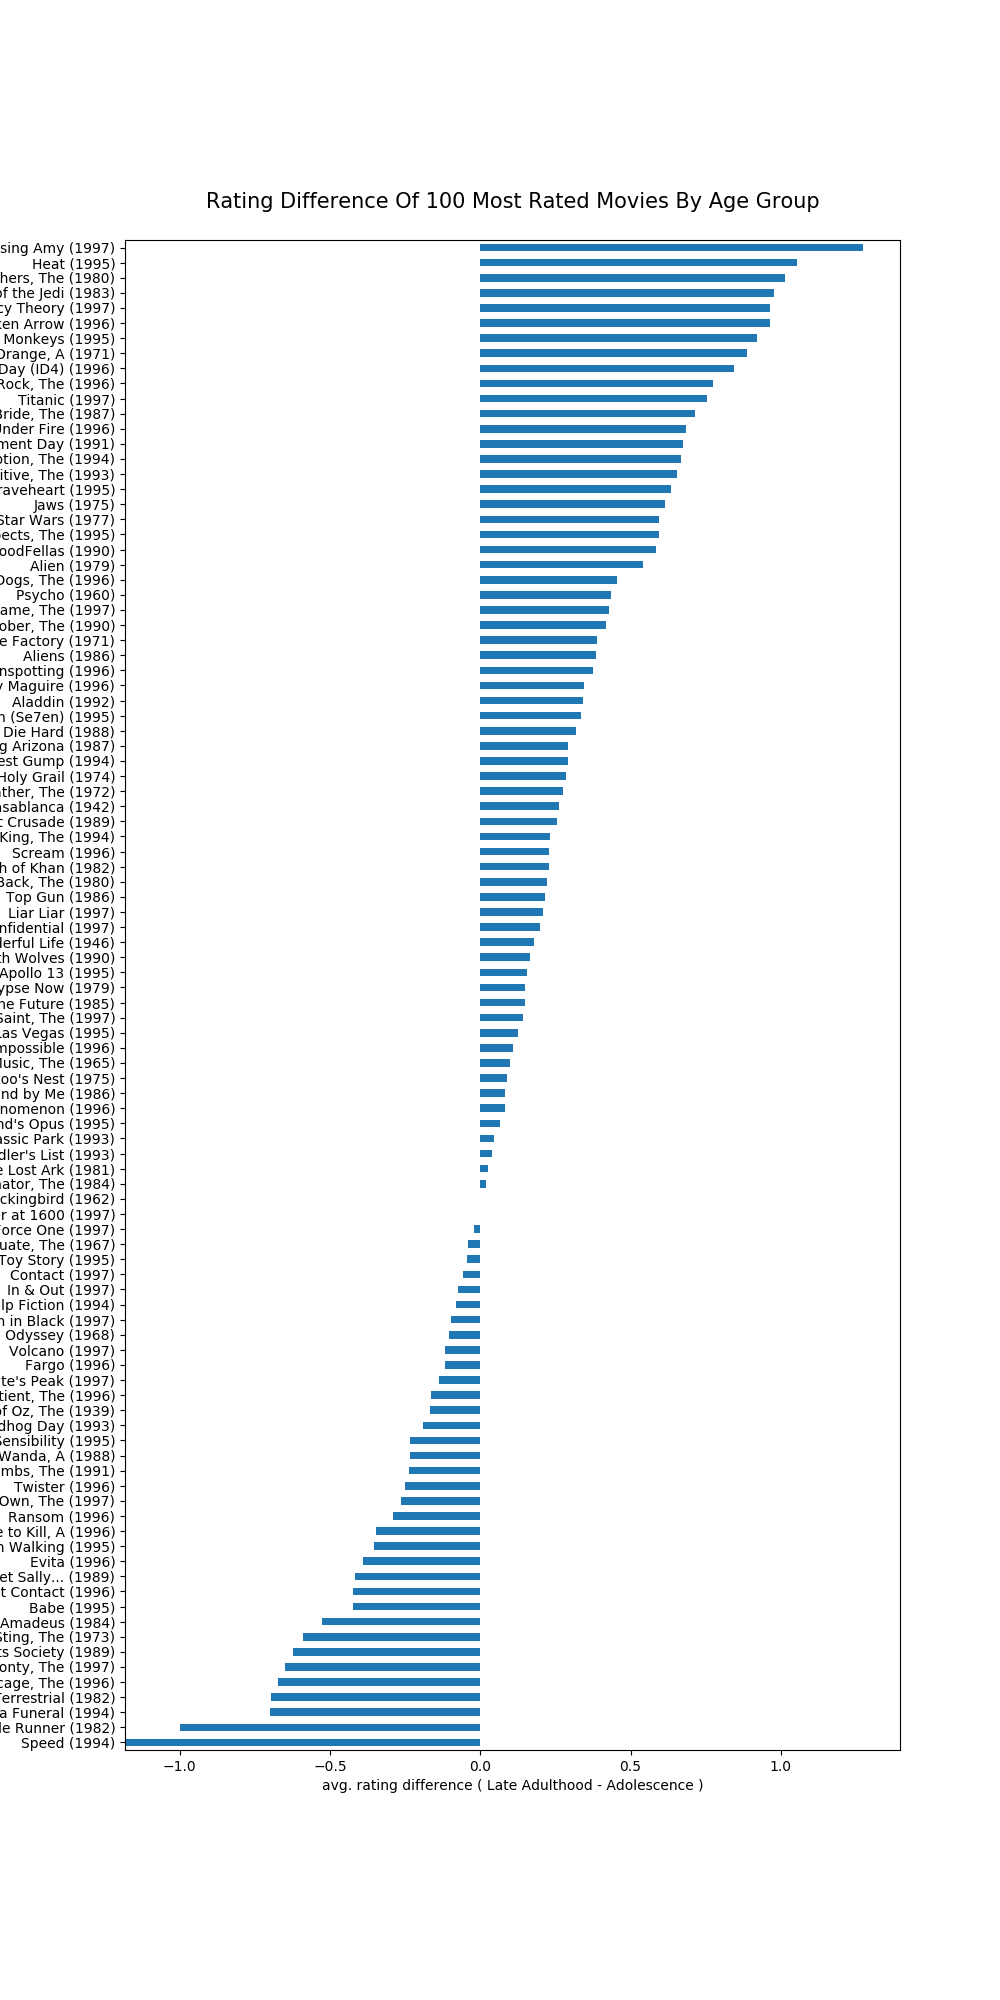 Rating Difference Of 100 Most Rated Movies By Age Group
sing Amy (1997)
Heat (1995)
hers, The (1980)
of the Jedi (1983)
cy Theory (1997)
ken Arrow (1996)
Monkeys (1995)
Orange, A (1971)
Day (ID4) (1996)
Rock, The (1996)
Titanic (1997)
Bride, The (1987)
Under Fire (1996)
ment Day (1991)
ption, The (1994)
itive, The (1993)
raveheart (1995)
Jaws (1975)
Star Wars (1977)
pects, The (1995)
oodFellas (1990)
Alien (1979)
Dogs, The (1996)
Psycho (1960)
ame, The (1997)
ober, The (1990)
e Factory (1971)
Aliens (1986)
nspotting (1996)
y Maguire (1996)
Aladdin (1992)
n (Se7en) (1995)
Die Hard (1988)
g Arizona (1987)
est Gump (1994)
Holy Grail (1974)
ather, The (1972)
asablanca (1942)
t Crusade (1989)
King, The (1994)
Scream (1996)
h of Khan (1982)
Back, The (1980)
Top Gun (1986)
Liar Liar (1997)
nfidential (1997)
derful Life (1946)
th Wolves (1990)
Apollo 13 (1995)
ypse Now (1979)
he Future (1985)
Saint, The (1997)
Las Vegas (1995)
mpossible (1996)
Music, The (1965)
oo's Nest (1975)
nd by Me (1986)
nomenon (1996)
nd's Opus (1995)
assic Park (1993)
dler's List (1993)
e Lost Ark (1981)
nator, The (1984)
ckingbird (1962)
r at 1600 (1997)
Force One (1997)
uate, The (1967)
Toy Story (1995)
Contact (1997)
In & Out (1997)
lp Fiction (1994)
n in Black (1997)
Odyssey (1968)
Volcano (1997)
Fargo (1996)
te's Peak (1997)
tient, The (1996)
of Oz, The (1939)
dhog Day (1993)
Sensibility (1995)
Wanda, A (1988)
mbs, The (1991)
Twister (1996)
Own, The (1997)
Ransom (1996)
e to Kill, A (1996)
n Walking (1995)
Evita (1996)
et Sally... (1989)
t Contact (1996)
Babe (1995)
Amadeus (1984)
Sting, The (1973)
ts Society (1989)
onty, The (1997)
cage, The (1996)
Terrestrial (1982)
a Funeral (1994)
le Runner (1982)
Speed (1994)
−1.0 −0.5 0.0 0.5 1.0
avg. rating difference ( Late Adulthood - Adolescence )